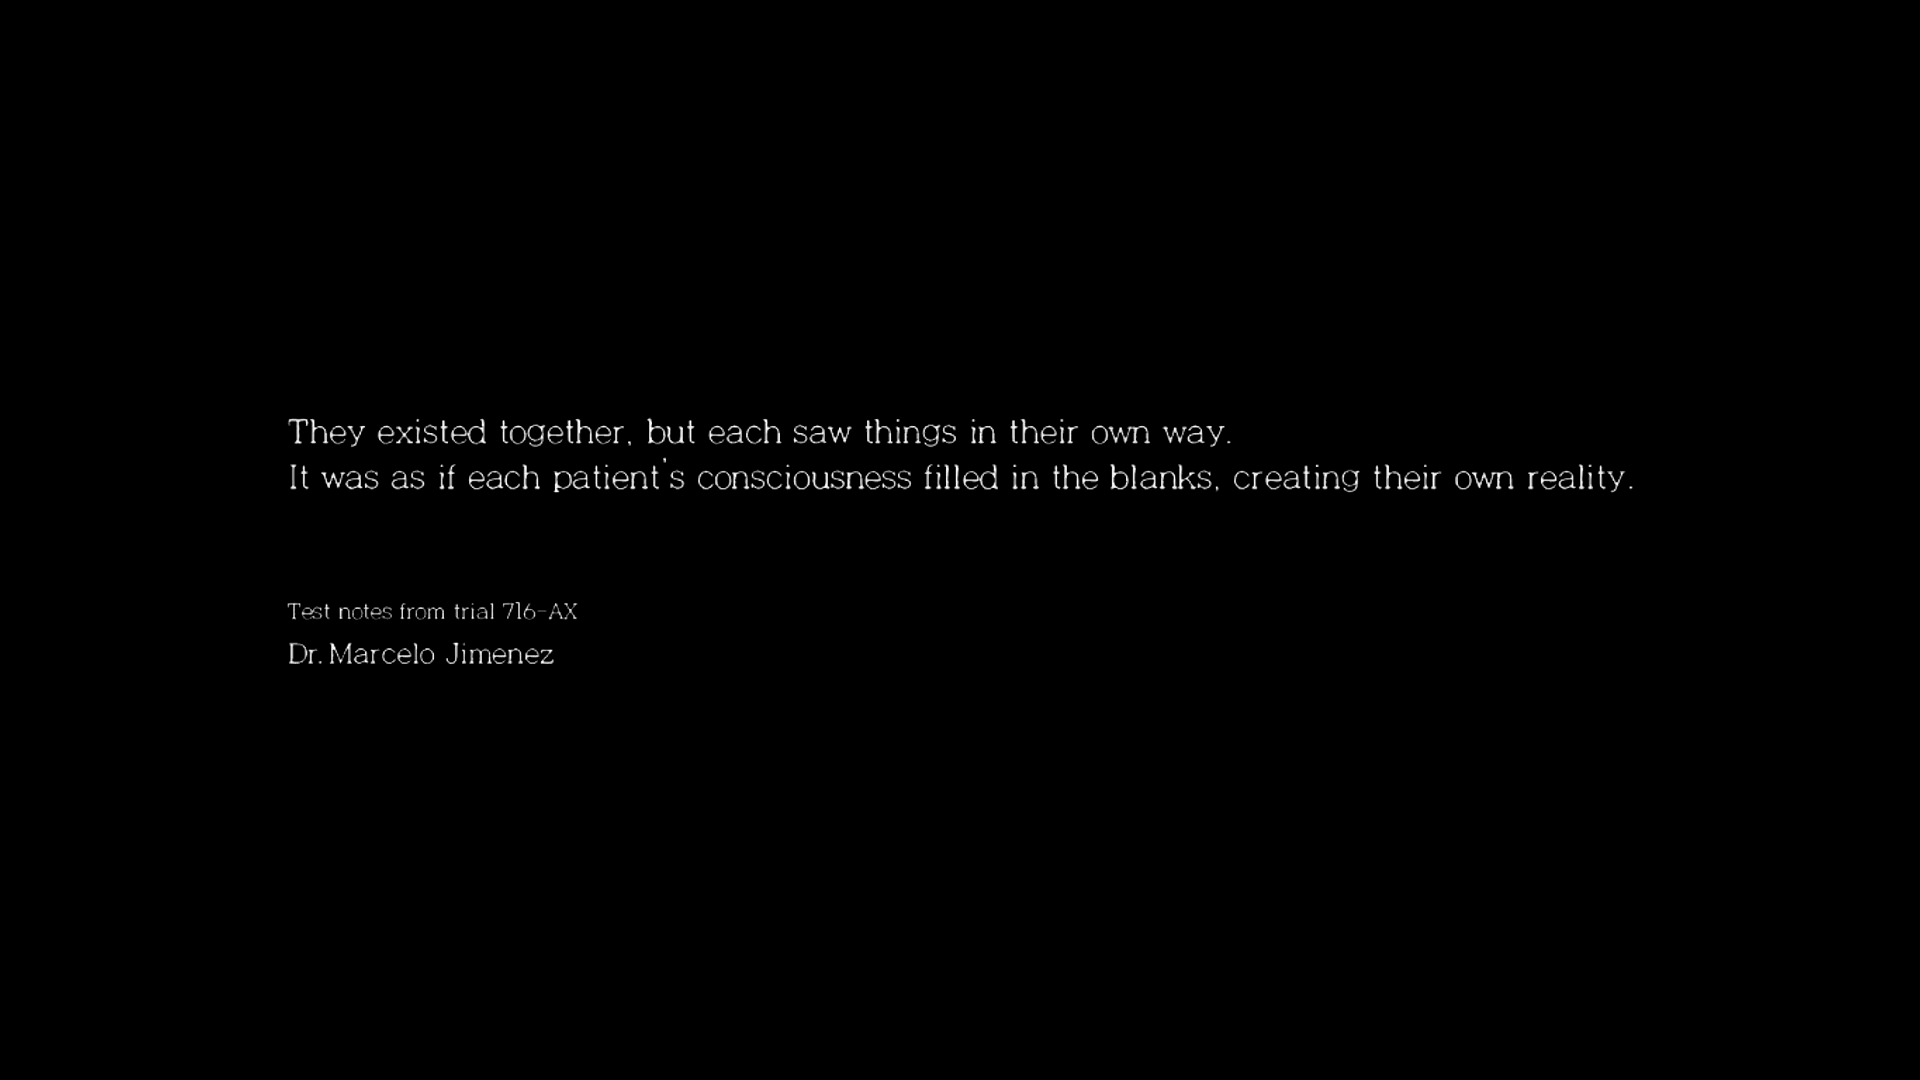 They existed together, but each saw things in their own way.
It was as if each patient's consciousness filled in the blanks, creating their own reality.
Test notes from trial 716-AX
Dr. Marcelo Jimenez